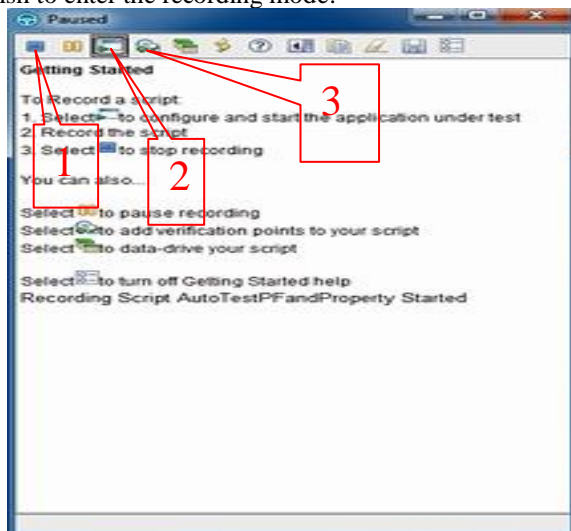 sh to enter the recording mode.
Paused
Getting Started
To Record a script:
1. Select to configure and start the application under test
2. Record the script
3. Select to stop recording
You can also...
Select to pause recording
Select to add verification points to your script
Select to data-drive your script
Select to turn off Getting Started help
Recording Script AutoTestPFandProperty Started
1
2
3